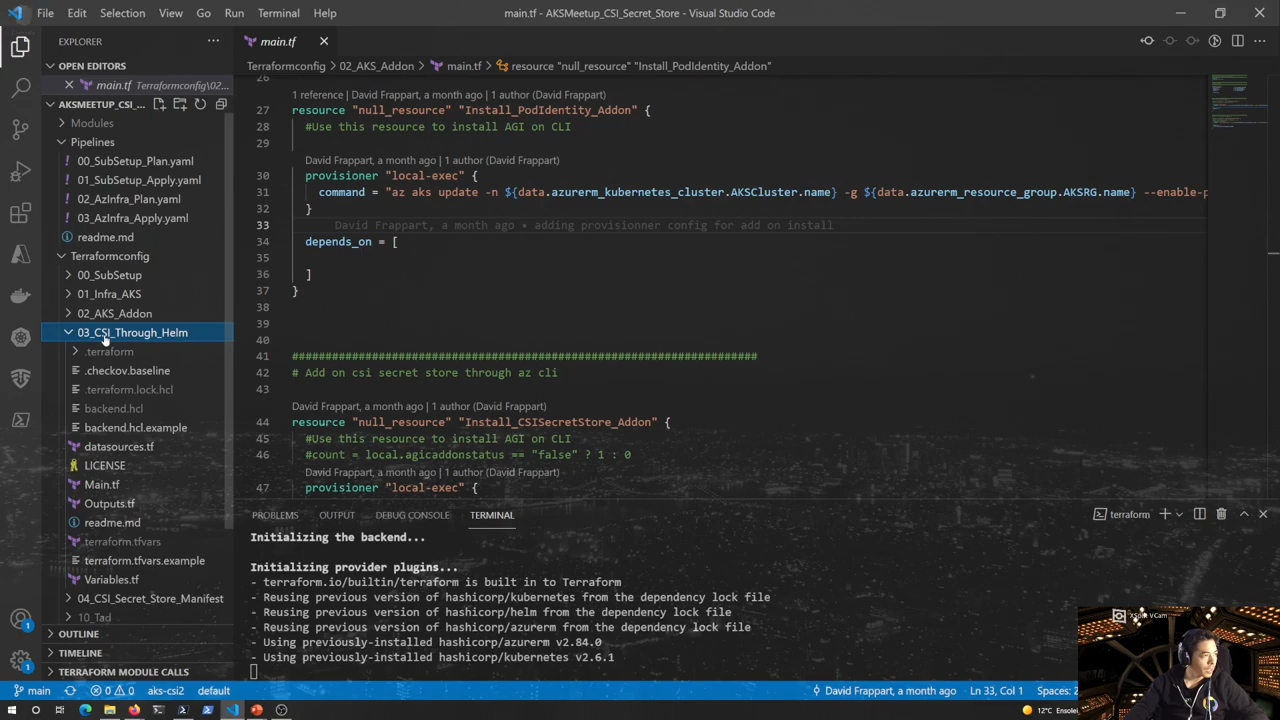 File Edit Selection View Go Run Terminal Help
main.tf - AKSMeetup_CSI_Secret_Store - Visual Studio Code
EXPLORER
OPEN EDITORS
main.tf Terraformconfig\02...
AKSMEETUP_CSI_...
Modules
Pipelines
00_SubSetup_Plan.yaml
01_SubSetup_Apply.yaml
02_AzInfra_Plan.yaml
03_AzInfra_Apply.yaml
readme.md
Terraformconfig
00_SubSetup
01_Infra_AKS
02_AKS_Addon
03_CSI_Through_Helm
.terraform
.checkov.baseline
.terraform.lock.hcl
backend.hcl
backend.hcl.example
datasources.tf
LICENSE
Main.tf
Outputs.tf
readme.md
terraform.tfvars
terraform.tfvars.example
Variables.tf
04_CSI_Secret_Store_Manifest
10_Tad
OUTLINE
TIMELINE
TERRAFORM MODULE CALLS
main.tf
Terraformconfig > 02_AKS_Addon > main.tf > resource "null_resource" "Install_PodIdentity_Addon"
26
1 reference | David Frappart, a month ago | 1 author (David Frappart)
27 resource "null_resource" "Install_PodIdentity_Addon" {
28 #Use this resource to install AGI on CLI
29
David Frappart, a month ago | 1 author (David Frappart)
30 provisioner "local-exec" {
31 command = "az aks update -n ${data.azurerm_kubernetes_cluster.AKSCluster.name} -g ${data.azurerm_resource_group.AKSRG.name} --enable-p
32 }
33 David Frappart, a month ago • adding provisionner config for add on install
34 depends_on = [
35
36 ]
37 }
38
39
40
41 ######################################################################
42 # Add on csi secret store through az cli
43
David Frappart, a month ago | 1 author (David Frappart)
44 resource "null_resource" "Install_CSISecretStore_Addon" {
45 #Use this resource to install AGI on CLI
46 #count = local.agicaddonstatus == "false" ? 1 : 0
David Frappart, a month ago | 1 author (David Frappart)
47 provisioner "local-exec" {
PROBLEMS OUTPUT DEBUG CONSOLE TERMINAL
terraform
Initializing the backend...
Initializing provider plugins...
- terraform.io/builtin/terraform is built in to Terraform
- Reusing previous version of hashicorp/kubernetes from the dependency lock file
- Reusing previous version of hashicorp/helm from the dependency lock file
- Reusing previous version of hashicorp/azurerm from the dependency lock file
- Using previously-installed hashicorp/azurerm v2.84.0
- Using previously-installed hashicorp/kubernetes v2.6.1
XSplit VCam
main 0 0 aks-csi2 default
David Frappart, a month ago Ln 33, Col 1 Spaces: 2
12°C Ensolei